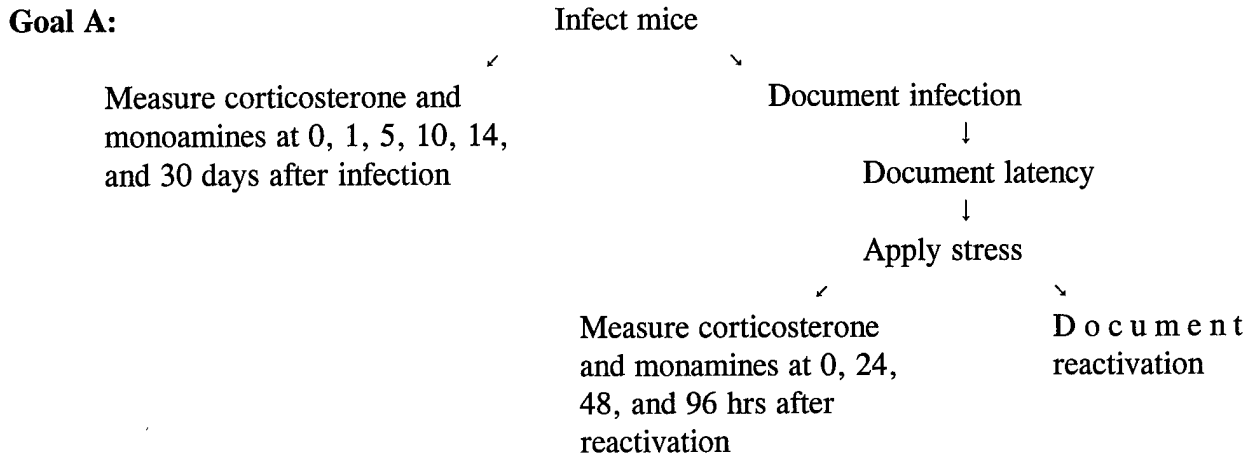 Goal A:
Infect mice
↙ ↘
Measure corticosterone and
monoamines at 0, 1, 5, 10, 14,
and 30 days after infection
Document infection
↓
Document latency
↓
Apply stress
↙ ↘
Measure corticosterone
and monamines at 0, 24,
48, and 96 hrs after
reactivation
D o c u m e n t
reactivation